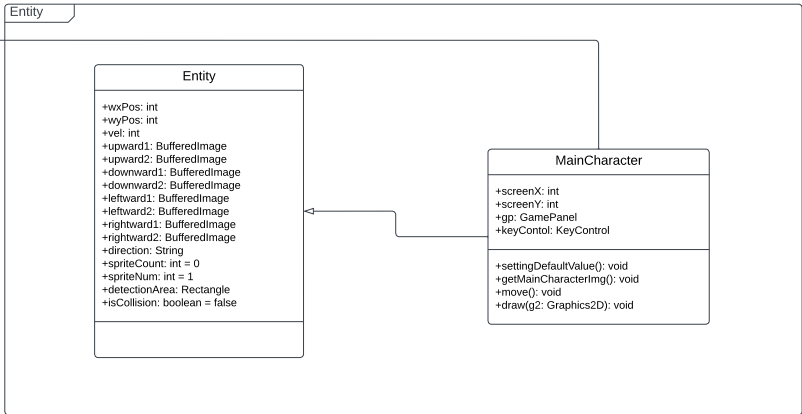 Entity
Entity
+wxPos: int
+wyPos: int
+vel: int
+upward1: BufferedImage
+upward2: BufferedImage
+downward1: BufferedImage
+downward2: BufferedImage
+leftward1: BufferedImage
+leftward2: BufferedImage
+rightward1: BufferedImage
+rightward2: BufferedImage
+direction: String
+spriteCount: int = 0
+spriteNum: int = 1
+detectionArea: Rectangle
+isCollision: boolean = false
MainCharacter
+screenX: int
+screenY: int
+gp: GamePanel
+keyContol: KeyControl
+settingDefaultValue(): void
+getMainCharacterImg(): void
+move(): void
+draw(g2: Graphics2D): void